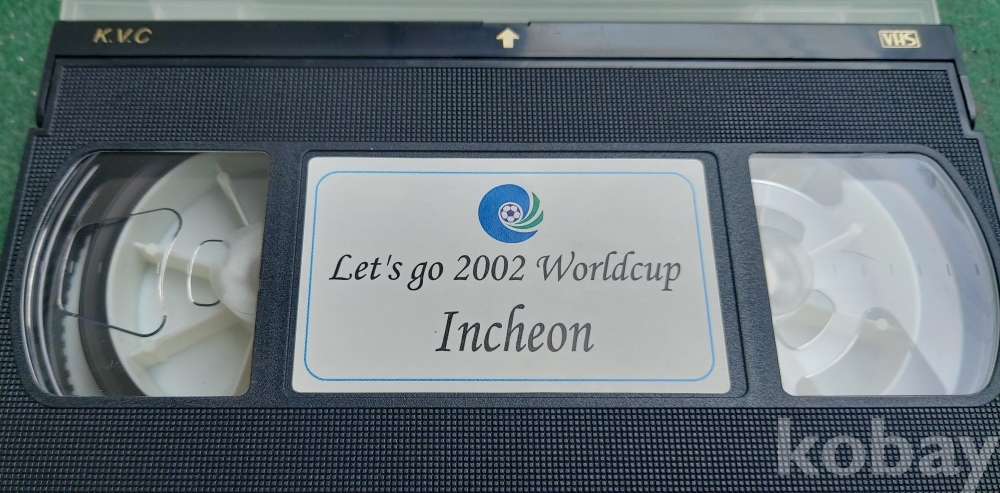 K.V.C
VHS
Let's go 2002 Worldcup
Incheon
kobay